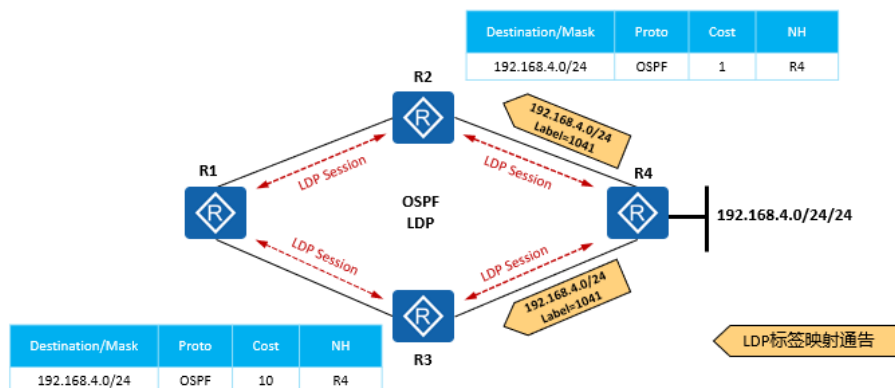 Destination/Mask Proto Cost NH
192.168.4.0/24 OSPF 1 R4
R2
192.168.4.0/24
Label=1041
R1
LDP Session
LDP Session
R4
OSPF
LDP
192.168.4.0/24/24
LDP Session
LDP Session
192.168.4.0/24
Label=1041
R3
LDP标签映射通告
Destination/Mask Proto Cost NH
192.168.4.0/24 OSPF 10 R4
R
R
R
R